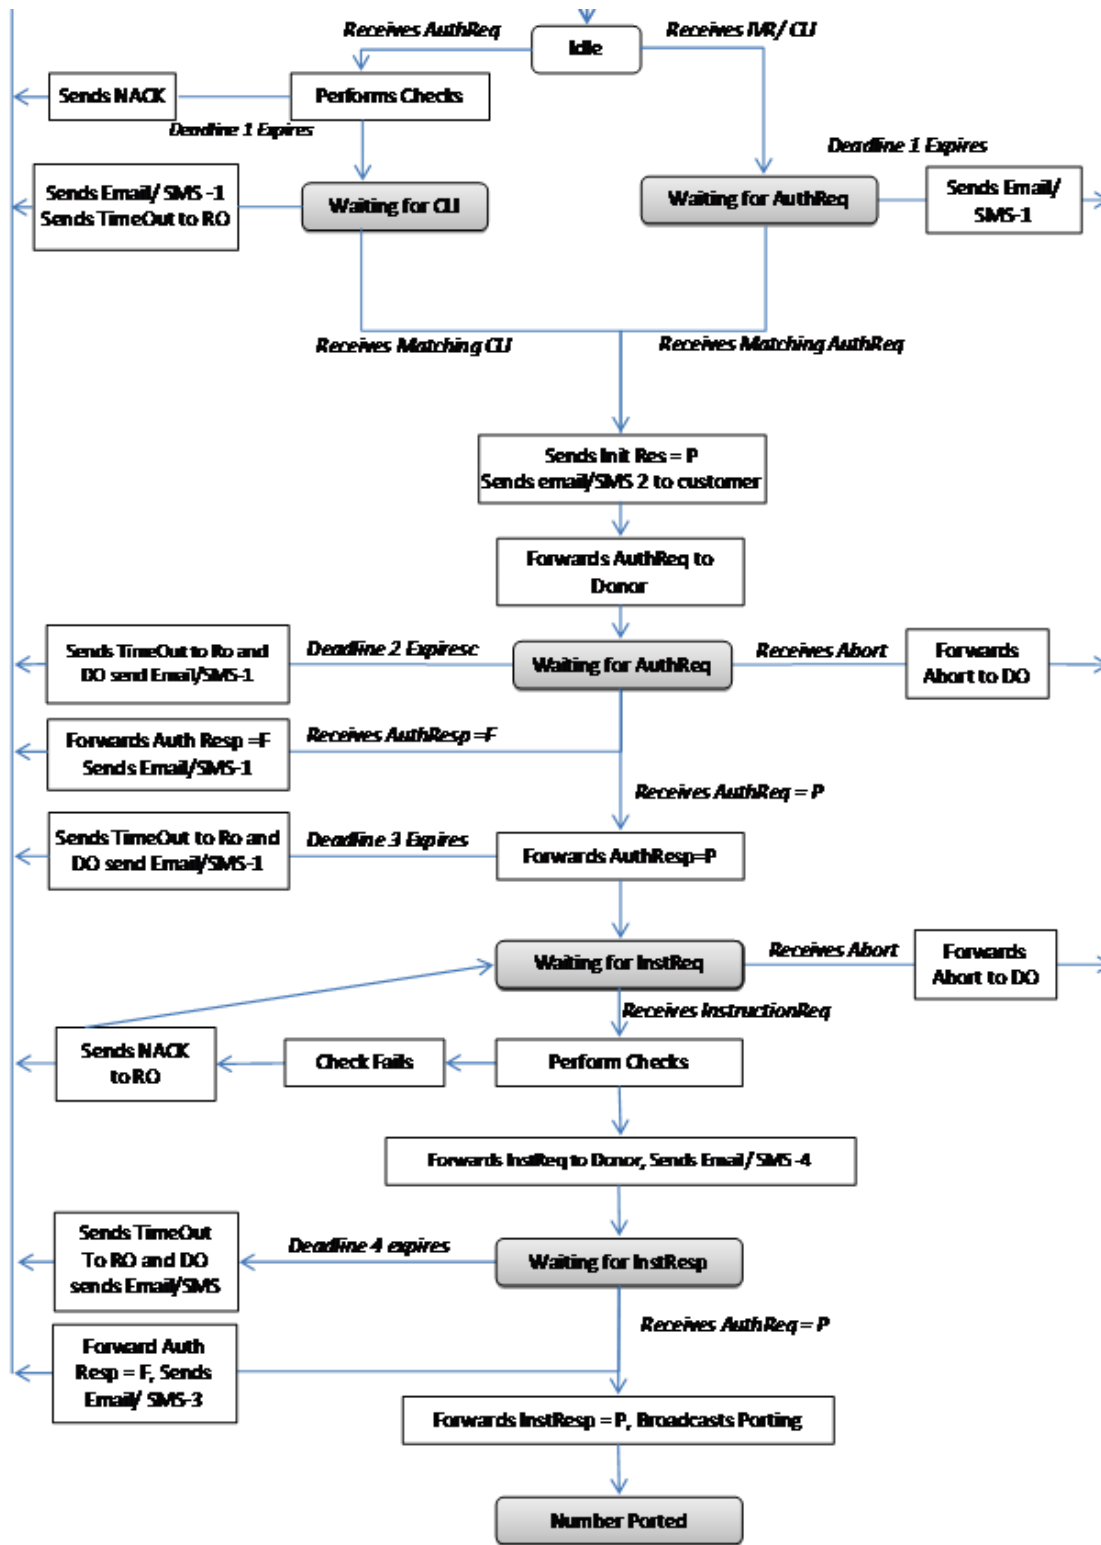 Receives AuthReq
Idle
Receives IVR/ CLI
Sends NACK
Performs Checks
Deadline 1 Expires
Deadline 1 Expires
Sends Email/ SMS -1
Sends TimeOut to RO
Waiting for CLI
Waiting for AuthReq
Sends Email/
SMS-1
Receives Matching CLI
Receives Matching AuthReq
Sends Init Res = P
Sends email/SMS 2 to customer
Forwards AuthReq to
Donor
Sends TimeOut to Ro and
DO send Email/SMS-1
Deadline 2 Expiresc
Waiting for AuthReq
Receives Abort
Forwards
Abort to DO
Forwards Auth Resp =F
Sends Email/SMS-1
Receives AuthResp =F
Receives AuthReq = P
Sends TimeOut to Ro and
DO send Email/SMS-1
Deadline 3 Expires
Forwards AuthResp=P
Waiting for InstReq
Receives Abort
Forwards
Abort to DO
Receives InstructionReq
Sends NACK
to RO
Check Fails
Perform Checks
Forwards InstReq to Donor, Sends Email/ SMS -4
Sends TimeOut
To RO and DO
sends Email/SMS
Deadline 4 expires
Waiting for InstResp
Receives AuthReq = P
Forward Auth
Resp = F, Sends
Email/ SMS-3
Forwards InstResp = P, Broadcasts Porting
Number Ported